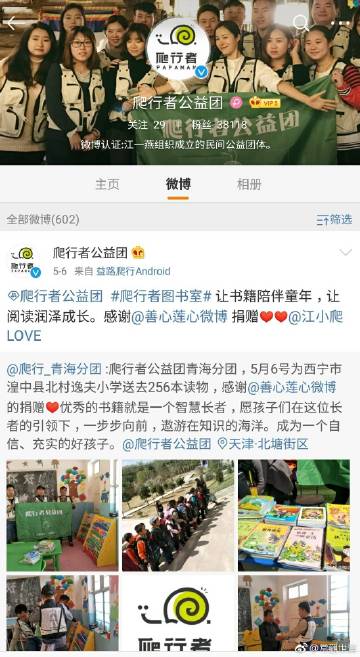 爬行者
PAPAMAN
爬行者公益团
爬行者公益团 VIP 5
关注 29 粉丝 38118
微博认证:江一燕组织成立的民间公益团体。
主页 微博 相册
全部微博(602) 筛选
爬行者
爬行者公益团
5-6 来自 益路爬行Android
爬行者公益团 #爬行者图书室# 让书籍陪伴童年，让
阅读润泽成长。感谢@善心莲心微博 捐赠❤❤@江小爬
LOVE
@爬行_青海分团 :爬行者公益团青海分团，5月6号为西宁市
湟中县北村逸夫小学送去256本读物，感谢@善心莲心微博
的捐赠❤优秀的书籍就是一个智慧长者，愿孩子们在这位长
者的引领下，一步步向前，遨游在知识的海洋。成为一个自
信、充实的好孩子。@爬行者公益团 天津·北塘街区
爬行者公益团
爬行者